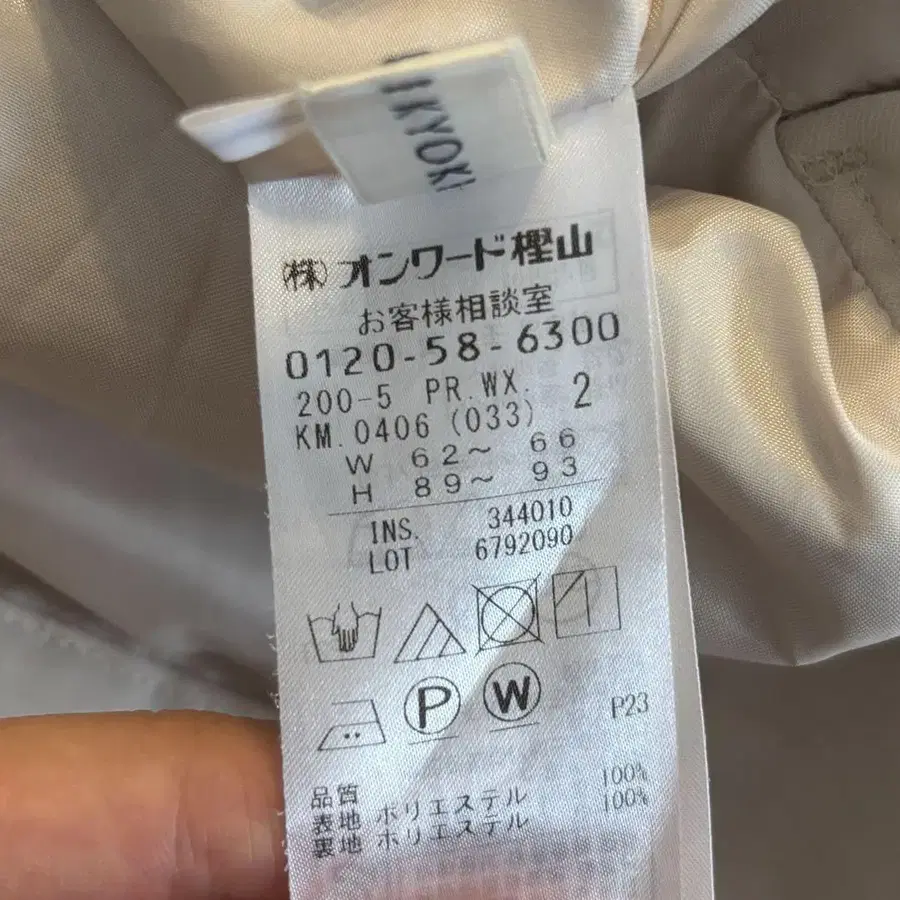 KYOK
㈱オンワード樫山
お客様相談室
0120-58-6300
200-5 PR.WX. 2
KM.0406 (033)
W 62~ 66
H 89~ 93
INS. 344010
LOT 6792090
P W P23
品質
表地 ポリエステル 100%
裏地 ポリエステル 100%